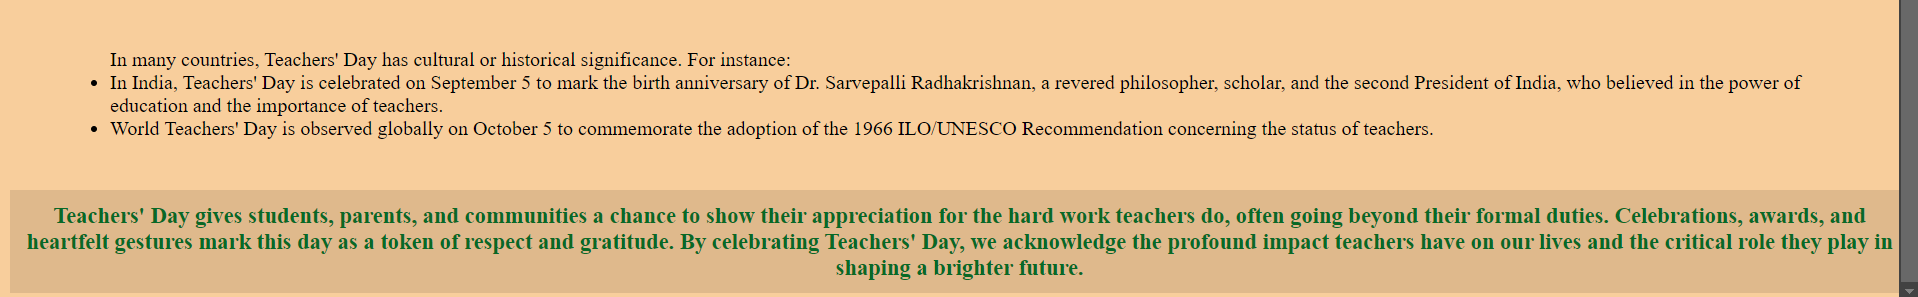 In many countries, Teachers' Day has cultural or historical significance. For instance:
• In India, Teachers' Day is celebrated on September 5 to mark the birth anniversary of Dr. Sarvepalli Radhakrishnan, a revered philosopher, scholar, and the second President of India, who believed in the power of
education and the importance of teachers.
• World Teachers' Day is observed globally on October 5 to commemorate the adoption of the 1966 ILO/UNESCO Recommendation concerning the status of teachers.
Teachers' Day gives students, parents, and communities a chance to show their appreciation for the hard work teachers do, often going beyond their formal duties. Celebrations, awards, and
heartfelt gestures mark this day as a token of respect and gratitude. By celebrating Teachers' Day, we acknowledge the profound impact teachers have on our lives and the critical role they play in
shaping a brighter future.